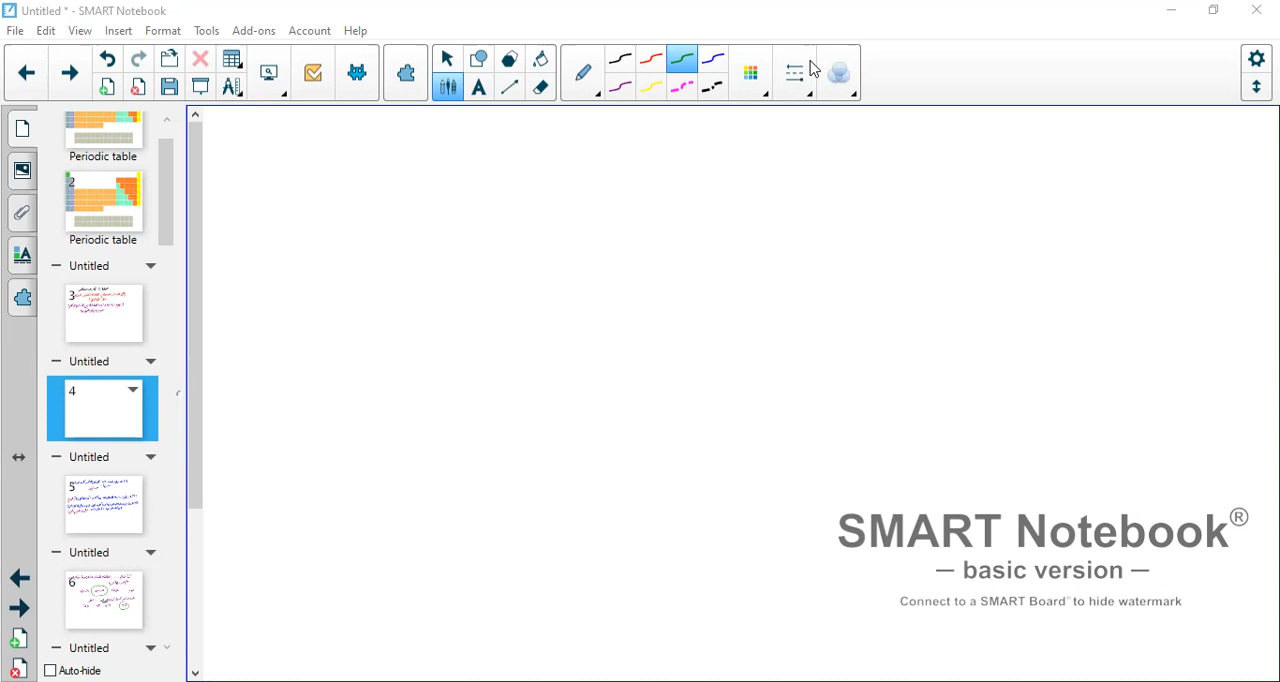 Untitled * - SMART Notebook
File Edit View Insert Format Tools Add-ons Account Help
Periodic table
2
Periodic table
Untitled
3
Untitled
4
Untitled
5
Untitled
6
Untitled
Auto-hide
SMART Notebook®
— basic version —
Connect to a SMART Board® to hide watermark